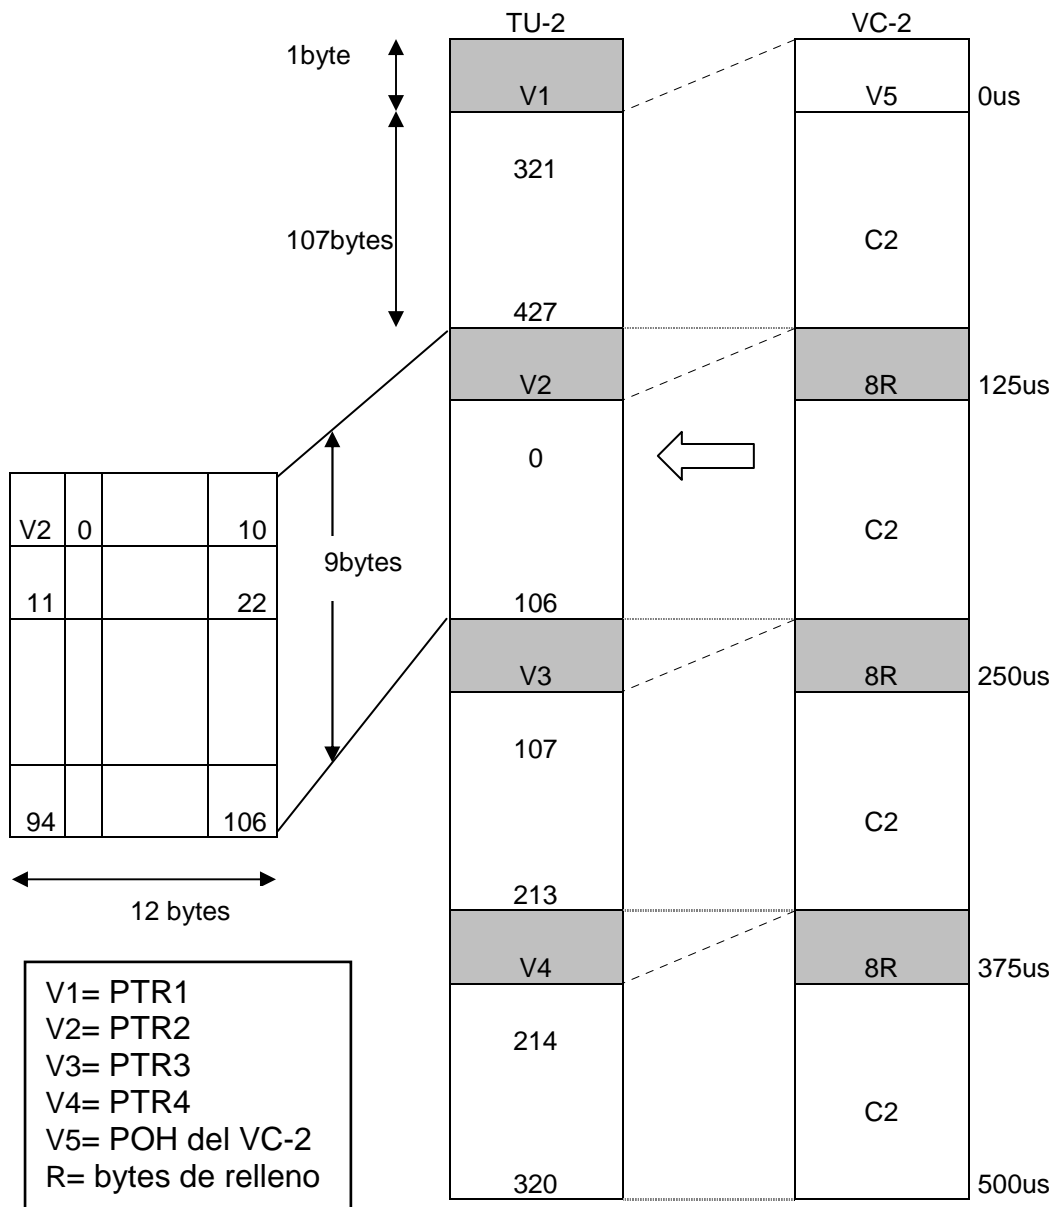 TU-2 VC-2
1byte
V1 V5 0us
321
107bytes C2
427
V2 8R 125us
0
V2 0 10
C2
9bytes
11 22
106
V3 8R 250us
107
94 106
C2
213
12 bytes
V4 8R 375us
V1= PTR1
V2= PTR2
V3= PTR3
V4= PTR4
V5= POH del VC-2
R= bytes de relleno
214
C2
320 500us